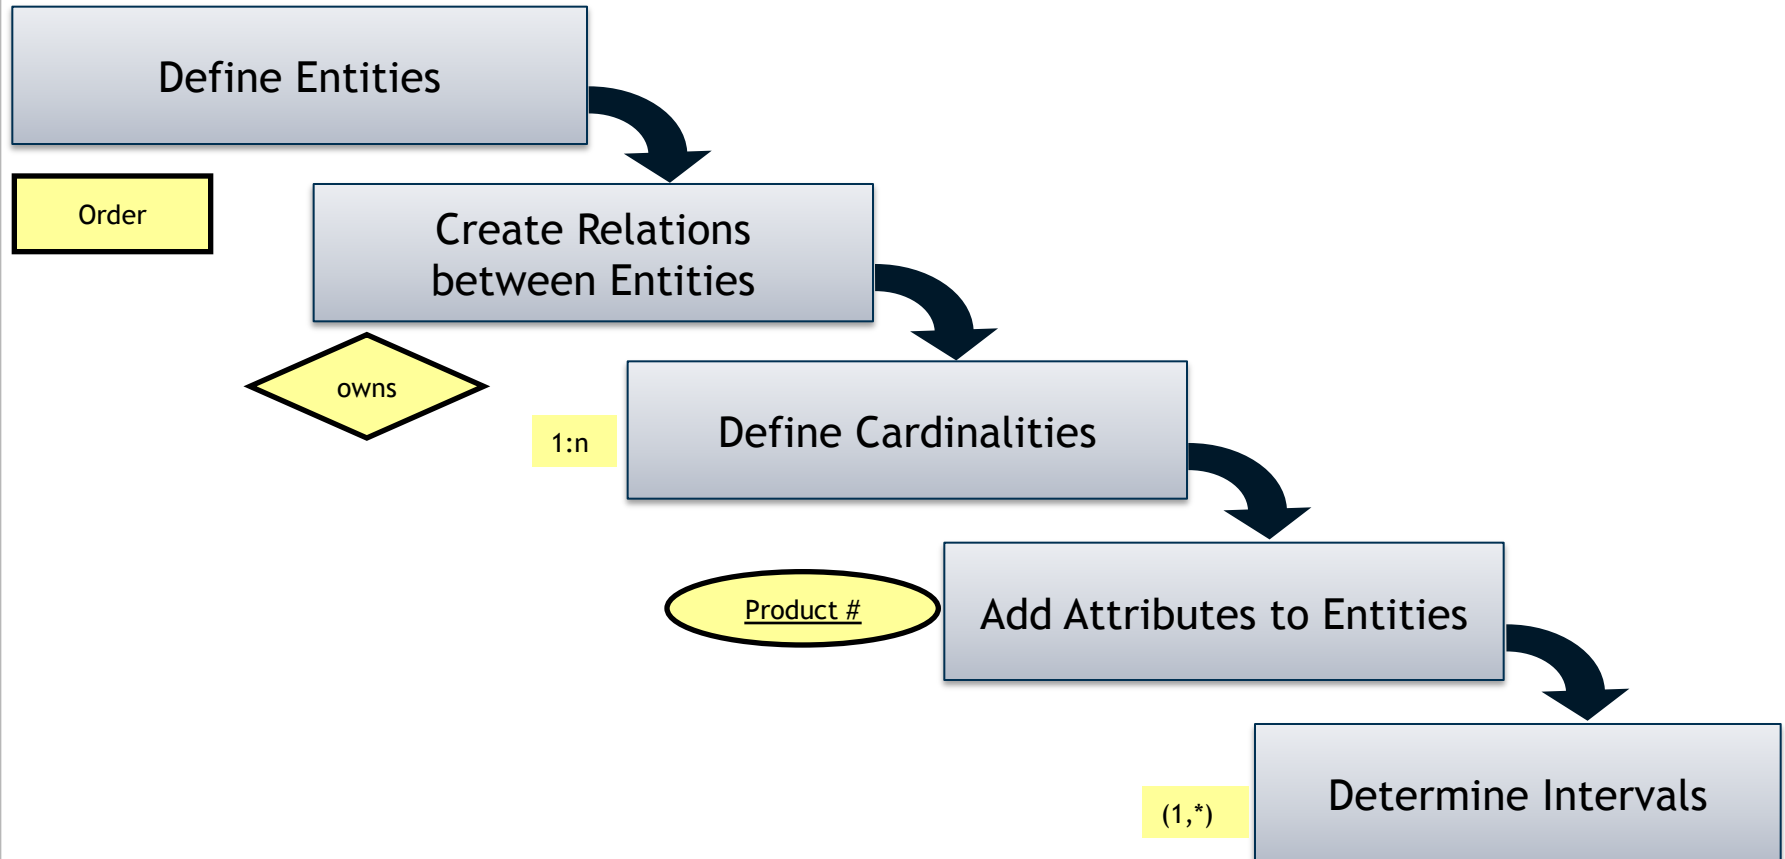 Define Entities
Order
Create Relations
between Entities
owns
1:n
Define Cardinalities
Product #
Add Attributes to Entities
(1,*)
Determine Intervals